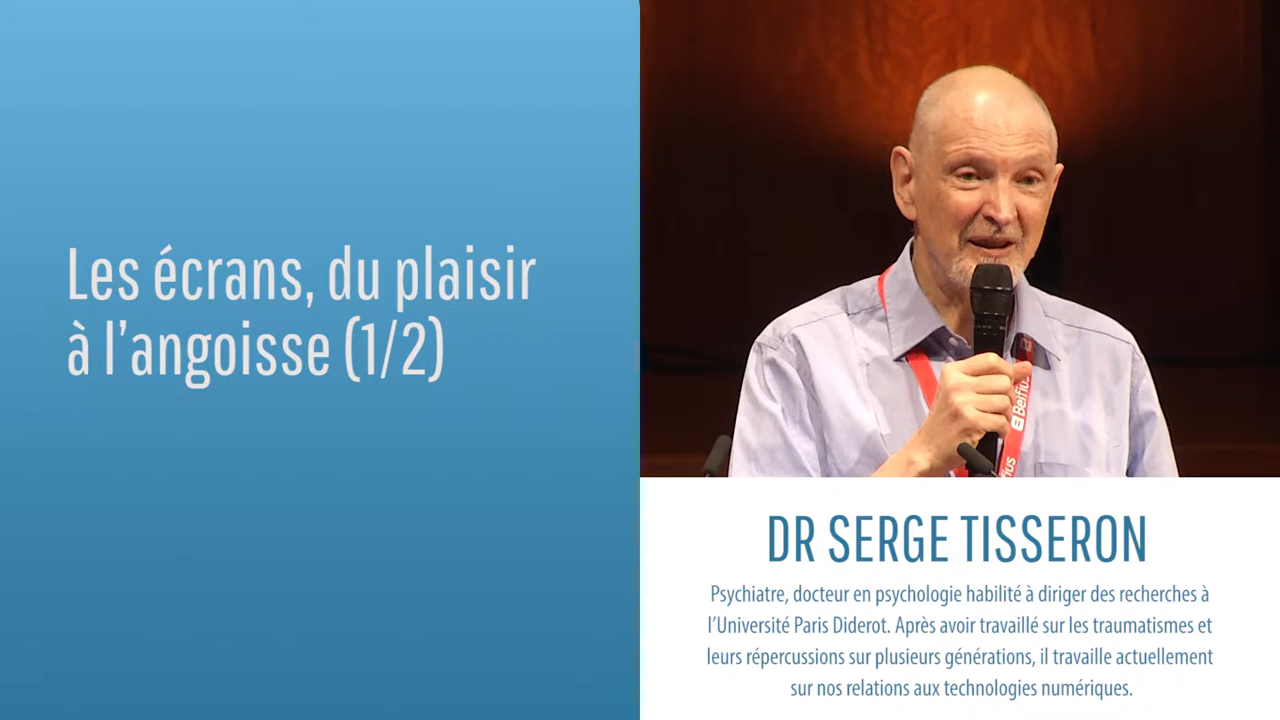 Les écrans, du plaisir
à l’angoisse (1/2)
Belfius
fius
DR SERGE TISSERON
Psychiatre, docteur en psychologie habilité à diriger des recherches à
l’Université Paris Diderot. Après avoir travaillé sur les traumatismes et
leurs répercussions sur plusieurs générations, il travaille actuellement
sur nos relations aux technologies numériques.